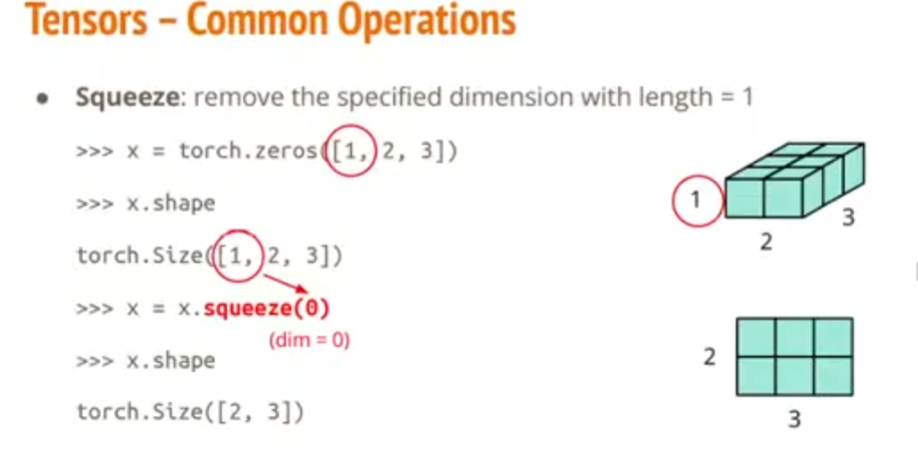 Tensors – Common Operations
● Squeeze: remove the specified dimension with length = 1
>>> x = torch.zeros([1, 2, 3])
>>> x.shape
torch.Size([1, 2, 3])
>>> x = x.squeeze(0)
(dim = 0)
>>> x.shape
torch.Size([2, 3])
1
2
3
2
3